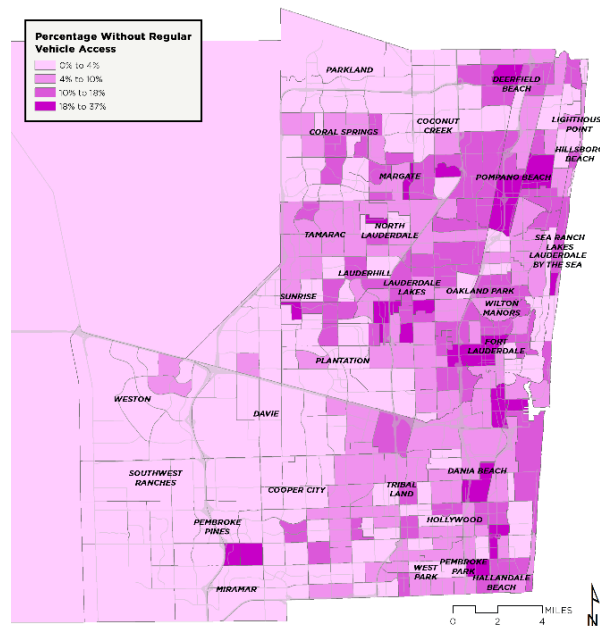 Percentage Without Regular
Vehicle Access
0% to 4%
4% to 10%
10% to 18%
18% to 37%
PARKLAND
DEERFIELD
BEACH
COCONUT
CREEK
LIGHTHOUSE
POINT
CORAL SPRINGS
HILLSBORO
BEACH
MARGATE
POMPANO BEACH
NORTH
LAUDERDALE
TAMARAC
SEA RANCH
LAKES
LAUDERDALE
BY THE SEA
LAUDERHILL
LAUDERDALE
LAKES
OAKLAND PARK
SUNRISE
WILTON
MANORS
FORT
LAUDERDALE
PLANTATION
WESTON
DAVIE
SOUTHWEST
RANCHES
DANIA BEACH
COOPER CITY
TRIBAL
LAND
PEMBROKE
PINES
HOLLYWOOD
WEST
PARK
PEMBROKE
PARK
HALLANDALE
BEACH
MIRAMAR
MILES
0 2 4
N